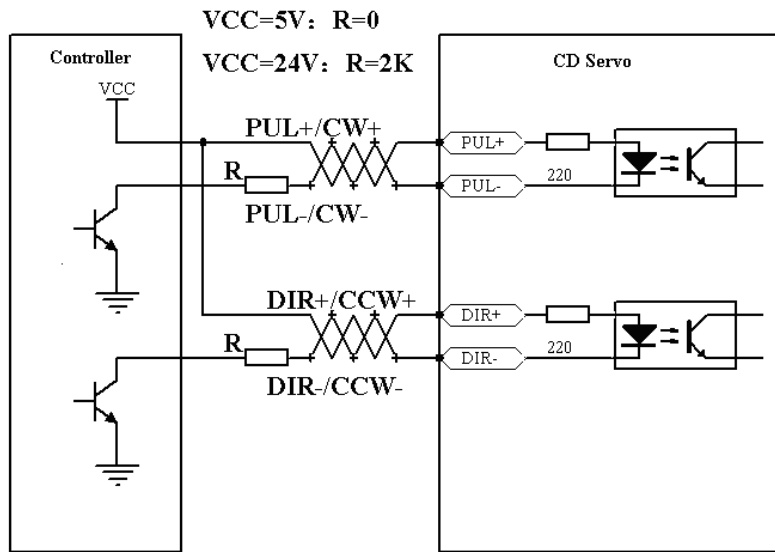 VCC=5V: R=0
VCC=24V: R=2K
Controller
CD Servo
VCC
PUL+/CW+
PUL+
R
PUL-
220
PUL-/CW-
DIR+/CCW+
DIR+
R
DIR-
220
DIR-/CCW-